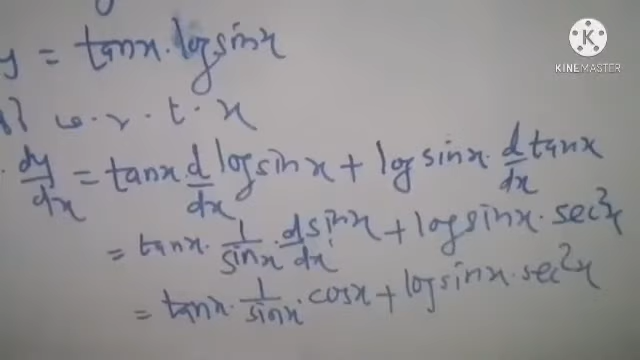 K
KINEMASTER
y = tanx.logsinx
w.r.t.x
dy/dx = tanx d/dx logsinx + logsinx. d/dx tanx
= tanx. 1/sinx. dsinx/dx + logsinx. sec²x
= tanx. 1/sinx. cosx + logsinx. sec²x